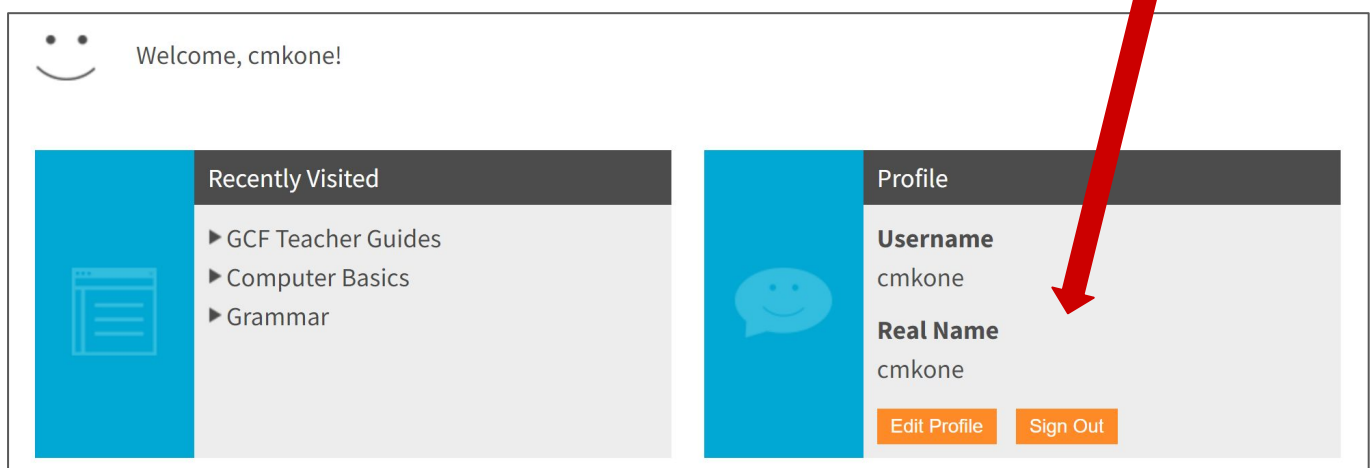 Welcome, cmkone!
Recently Visited
GCF Teacher Guides
Computer Basics
Grammar
Profile
Username
cmkone
Real Name
cmkone
Edit Profile
Sign Out